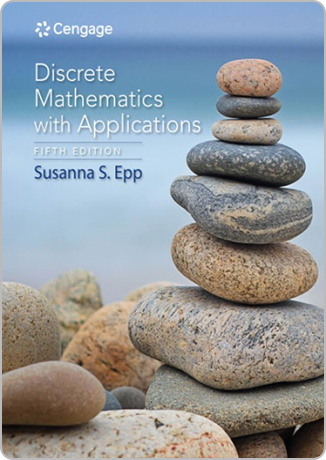 Cengage
Discrete
Mathematics
with Applications
FIFTH EDITION
Susanna S. Epp